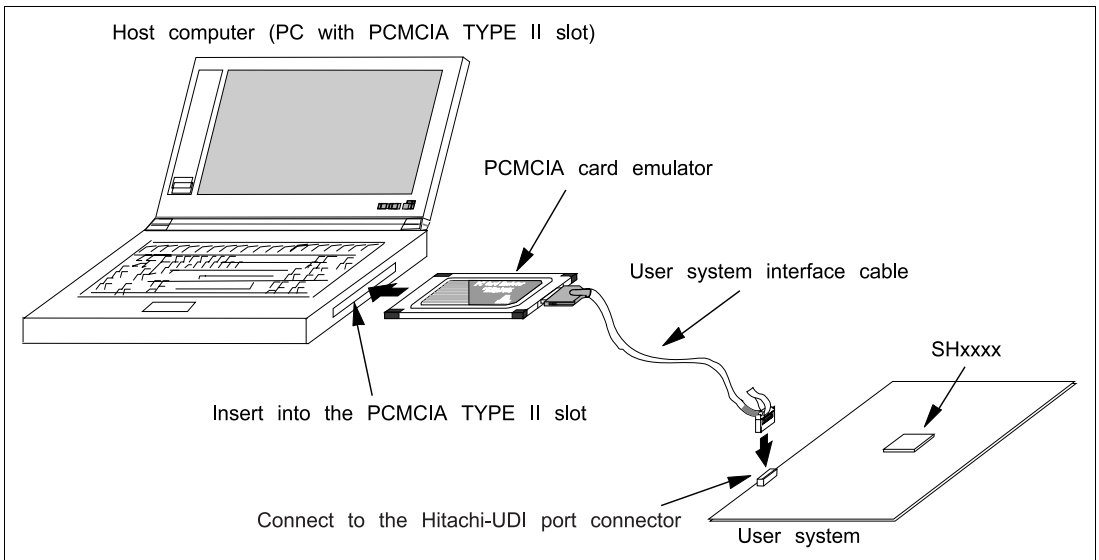 Host computer (PC with PCMCIA TYPE II slot)
PCMCIA card emulator
User system interface cable
SHxxxx
Insert into the PCMCIA TYPE II slot
Connect to the Hitachi-UDI port connector
User system